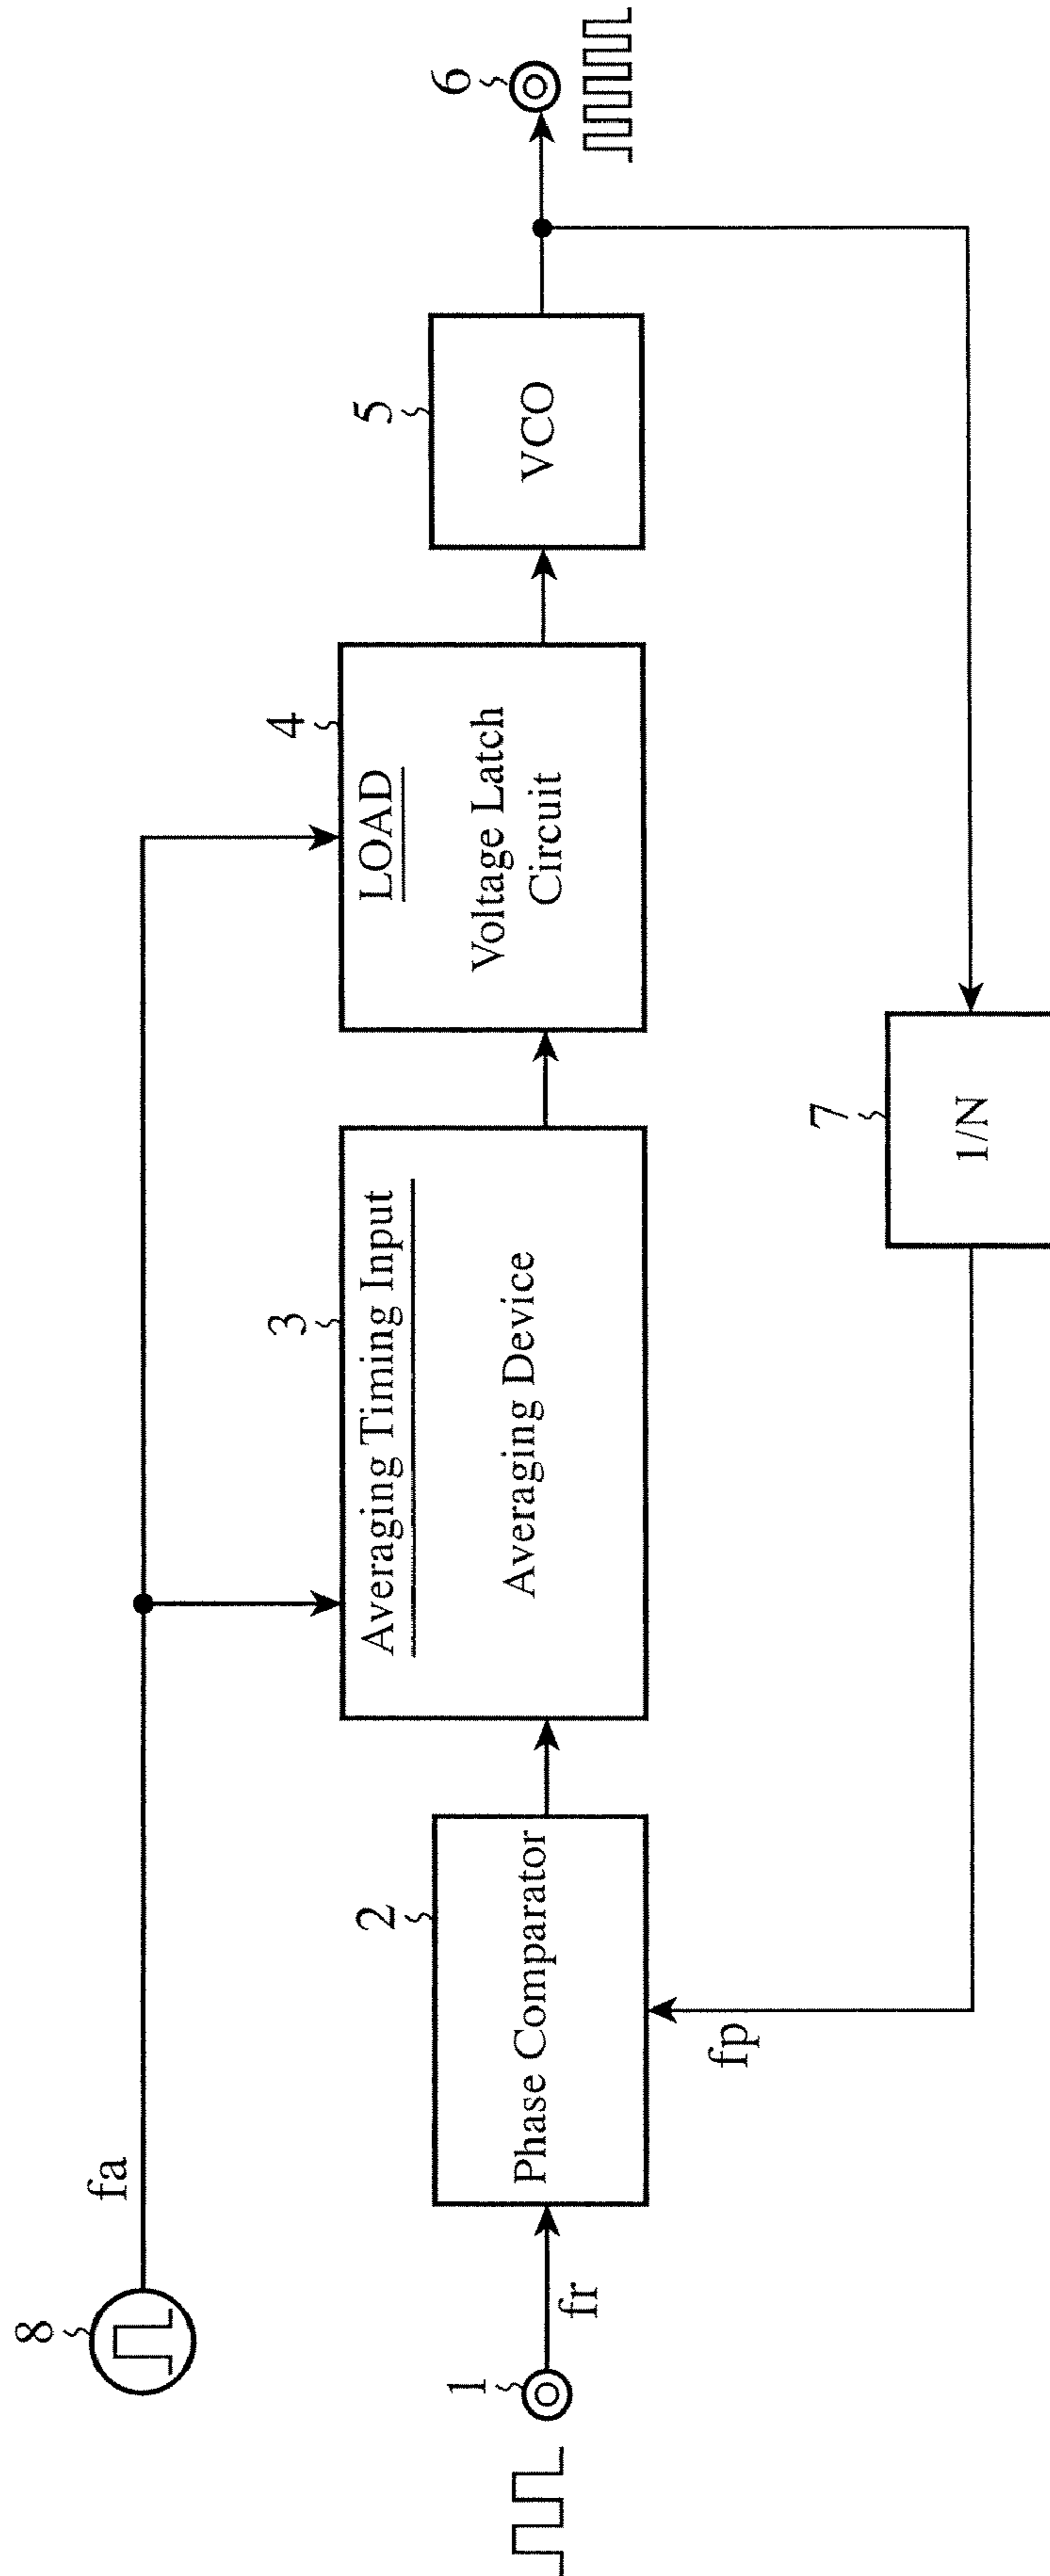 8
fa
1
fr
2
Phase Comparator
fp
3
Averaging Timing Input
Averaging Device
4
LOAD
Voltage Latch
Circuit
5
VCO
6
7
1/N